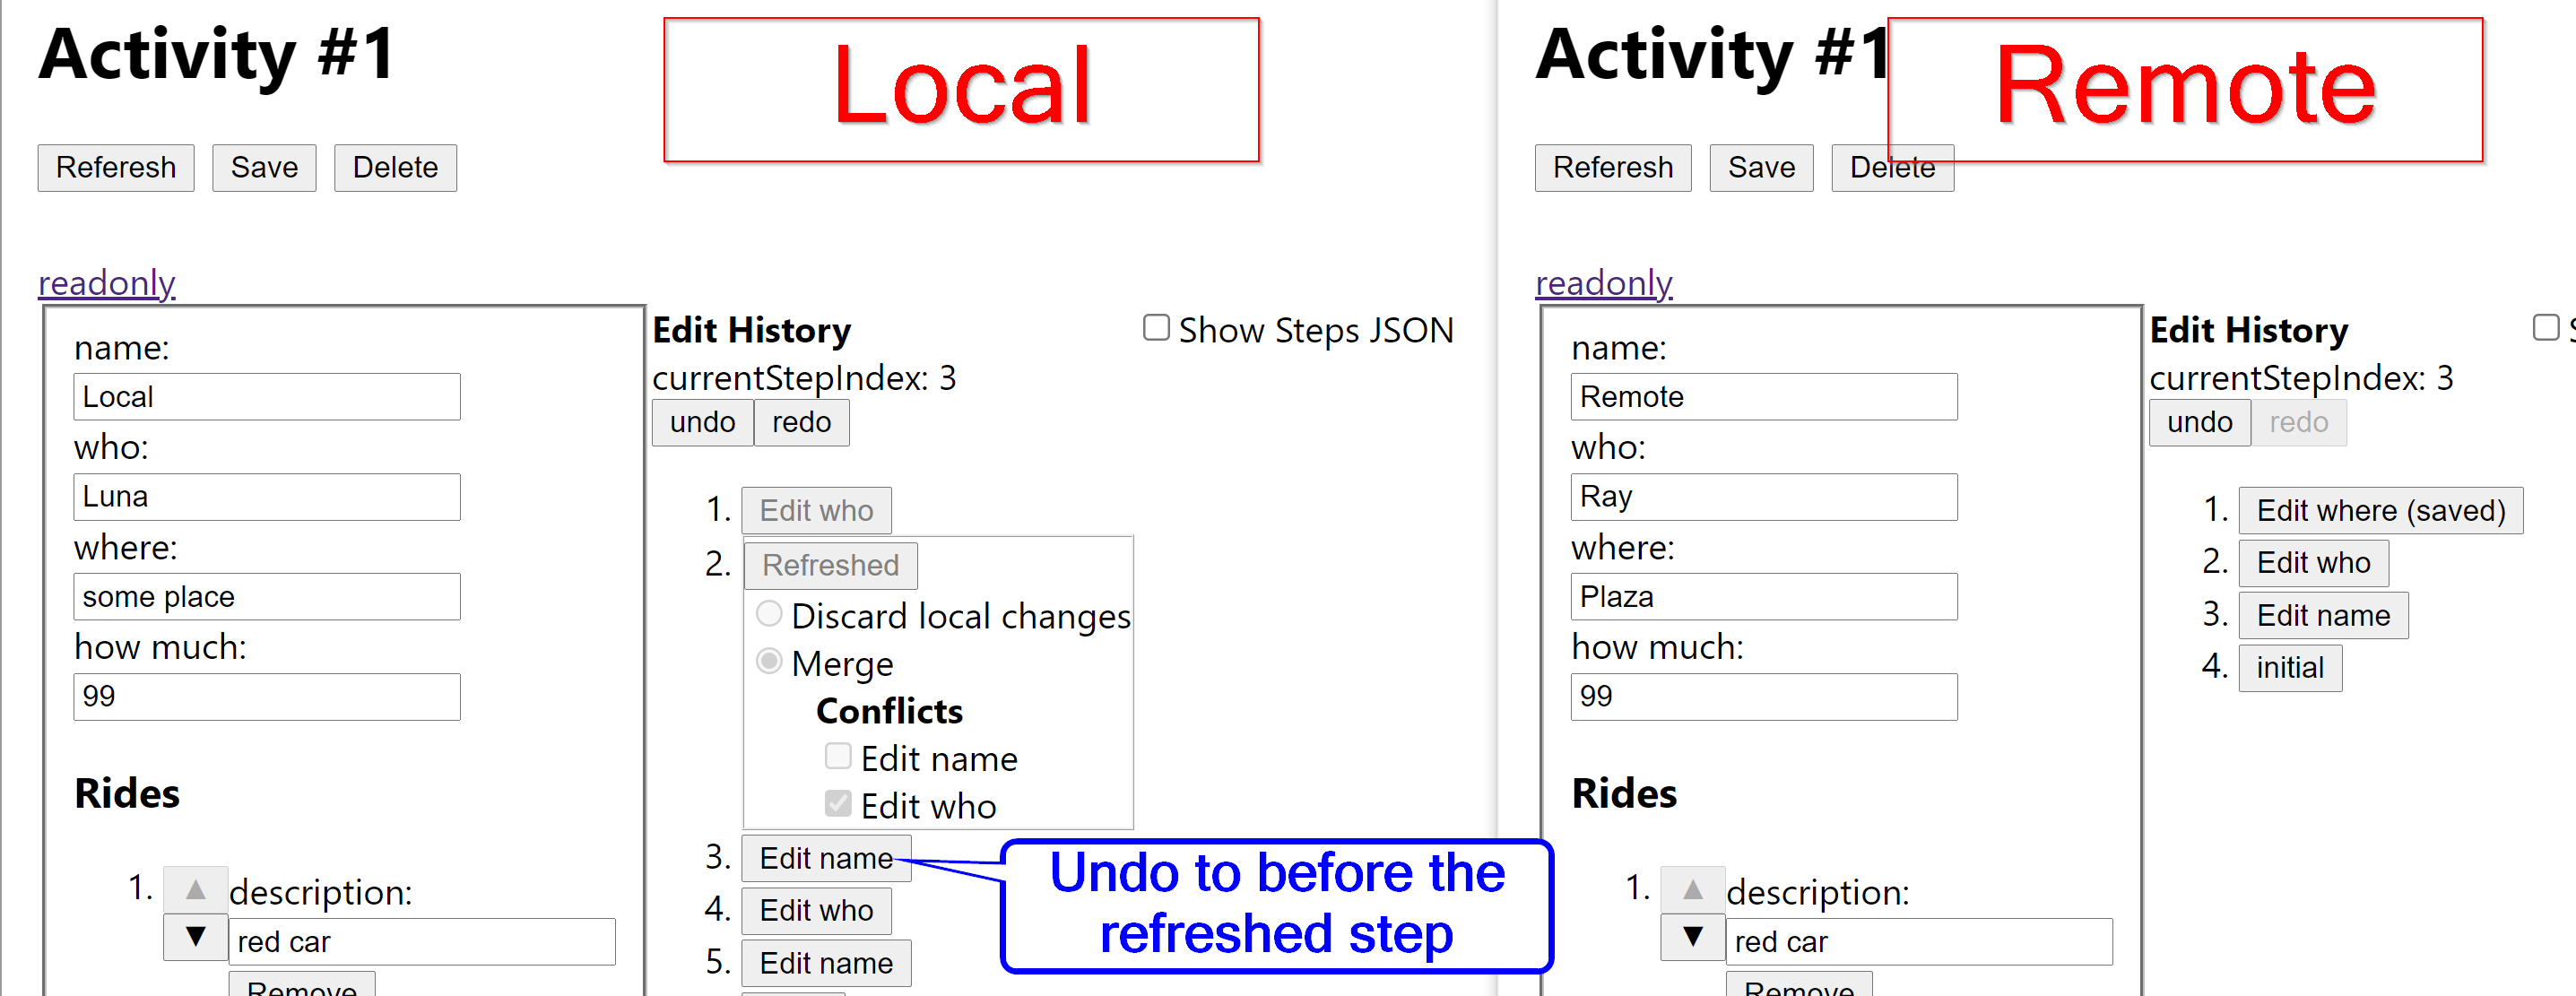 Activity #1
Local
Referesh Save Delete
readonly
name:
Local
who:
Luna
where:
some place
how much:
99
Rides
1. ▲ description:
▼ red car
Remove
Edit History
Show Steps JSON
currentStepIndex: 3
undo redo
1. Edit who
2. Refreshed
Discard local changes
Merge
Conflicts
Edit name
Edit who
3. Edit name
4. Edit who
5. Edit name
Undo to before the
refreshed step
Activity #1
Remote
Referesh Save Delete
readonly
name:
Remote
who:
Ray
where:
Plaza
how much:
99
Rides
1. ▲ description:
▼ red car
Remove
Edit History
currentStepIndex: 3
undo redo
1. Edit where (saved)
2. Edit who
3. Edit name
4. initial